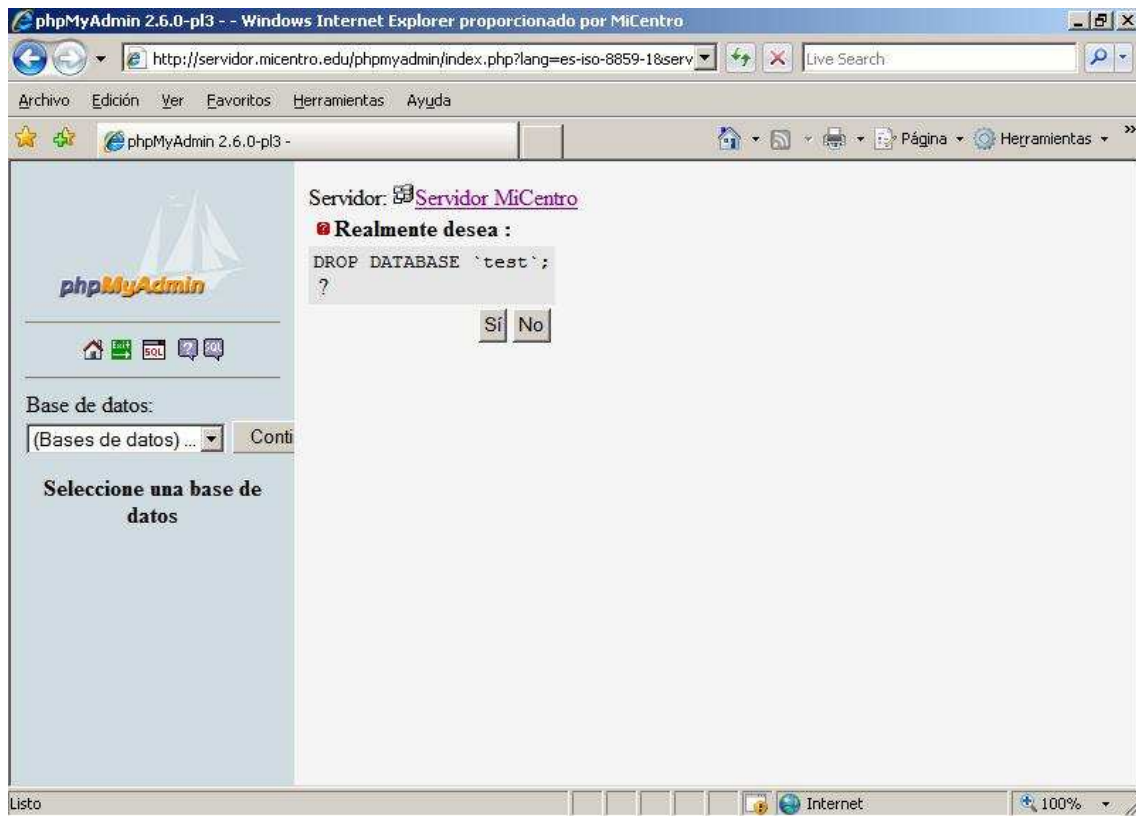 phpMyAdmin 2.6.0-pl3 - - Windows Internet Explorer proporcionado por MiCentro
http://servidor.micentro.edu/phpmyadmin/index.php?lang=es-iso-8859-1&serv
Live Search
Archivo Edición Ver Favoritos Herramientas Ayuda
phpMyAdmin 2.6.0-pl3 -
Página Herramientas »
phpMyAdmin
Exit
SQL
? SQL
Base de datos:
(Bases de datos) ... Conti
Seleccione una base de
datos
Servidor: Servidor MiCentro
Realmente desea :
DROP DATABASE `test`;
?
Sí No
Listo
Internet
100%